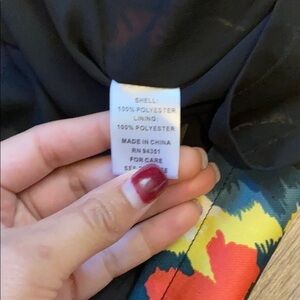 SHELL:
100% POLYESTER
LINING:
100% POLYESTER
MADE IN CHINA
RN 94351
FOR CARE